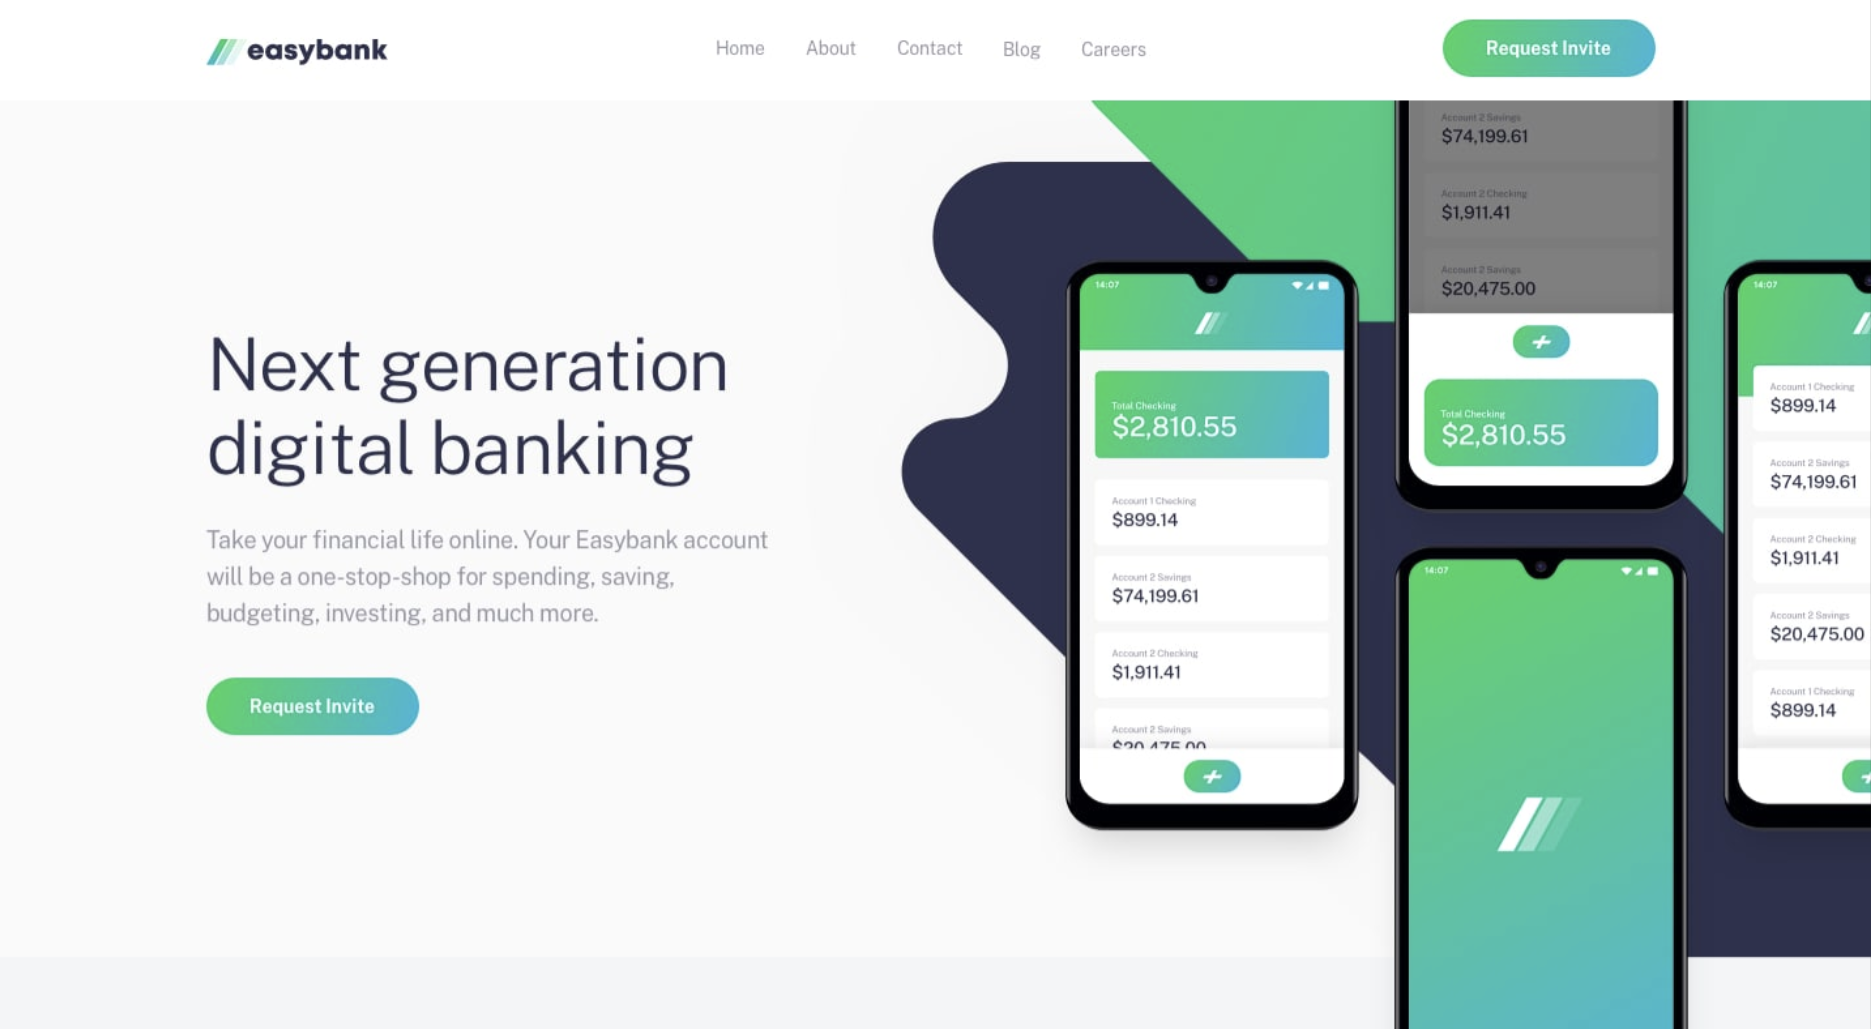 easybank
Home
About
Contact
Blog
Careers
Request Invite
Next generation
digital banking
Take your financial life online. Your Easybank account
will be a one-stop-shop for spending, saving,
budgeting, investing, and much more.
Request Invite
14:07
Total Checking
$2,810.55
Account 1 Checking
$899.14
Account 2 Savings
$74,199.61
Account 2 Checking
$1,911.41
Account 2 Savings
$20,475.00
Account 2 Savings
$74,199.61
Account 2 Checking
$1,911.41
Account 2 Savings
$20,475.00
Total Checking
$2,810.55
14:07
14:07
Account 1 Checking
$899.14
Account 2 Savings
$74,199.61
Account 2 Checking
$1,911.41
Account 2 Savings
$20,475.00
Account 1 Checking
$899.14